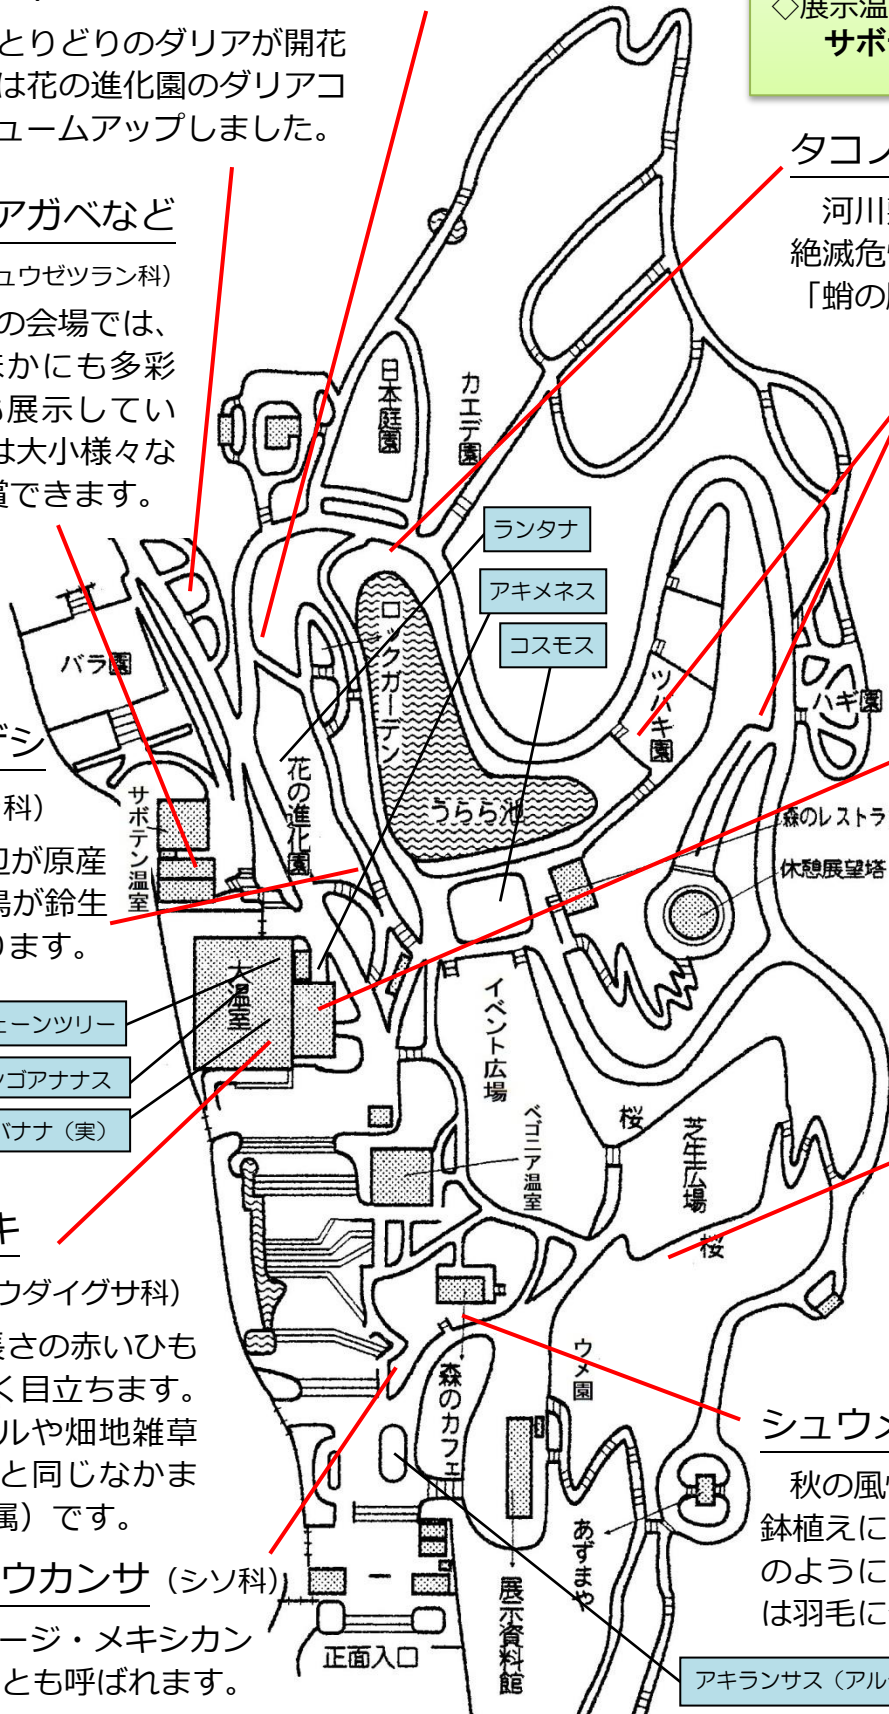 ◇展示温
サボ
とりどりのダリアが開花
は花の進化園のダリアコ
ュームアップしました。
アガベなど
ュウゼツラン科）
の会場では、
かにも多彩
展示してい
は大小様々な
賞できます。
タコノ
河川
絶滅危
「蛸の
日本庭園
カエデ園
ランタナ
アキメネス
コスモス
ロックガーデン
バラ園
ツバキ園
ハギ園
デシ
科）
辺が原産
鳥が鈴生
ります。
サボテン温室
花の進化園
うらら池
森のレストラ
休憩展望塔
大温室
ェーンツリー
ンゴアナナス
バナナ（実）
イベント広場
ベゴニア温室
桜
芝生広場
桜
キ
ウダイグサ科）
長さの赤いひも
く目立ちます。
ルや畑地雑草
と同じなかま
属）です。
ウカンサ（シソ科）
ージ・メキシカン
とも呼ばれます。
森のカフェ
ウメ園
あずまや
展示資料館
正面入口
シュウメ
秋の風
鉢植えに
のように
は羽毛に
アキランサス（アル